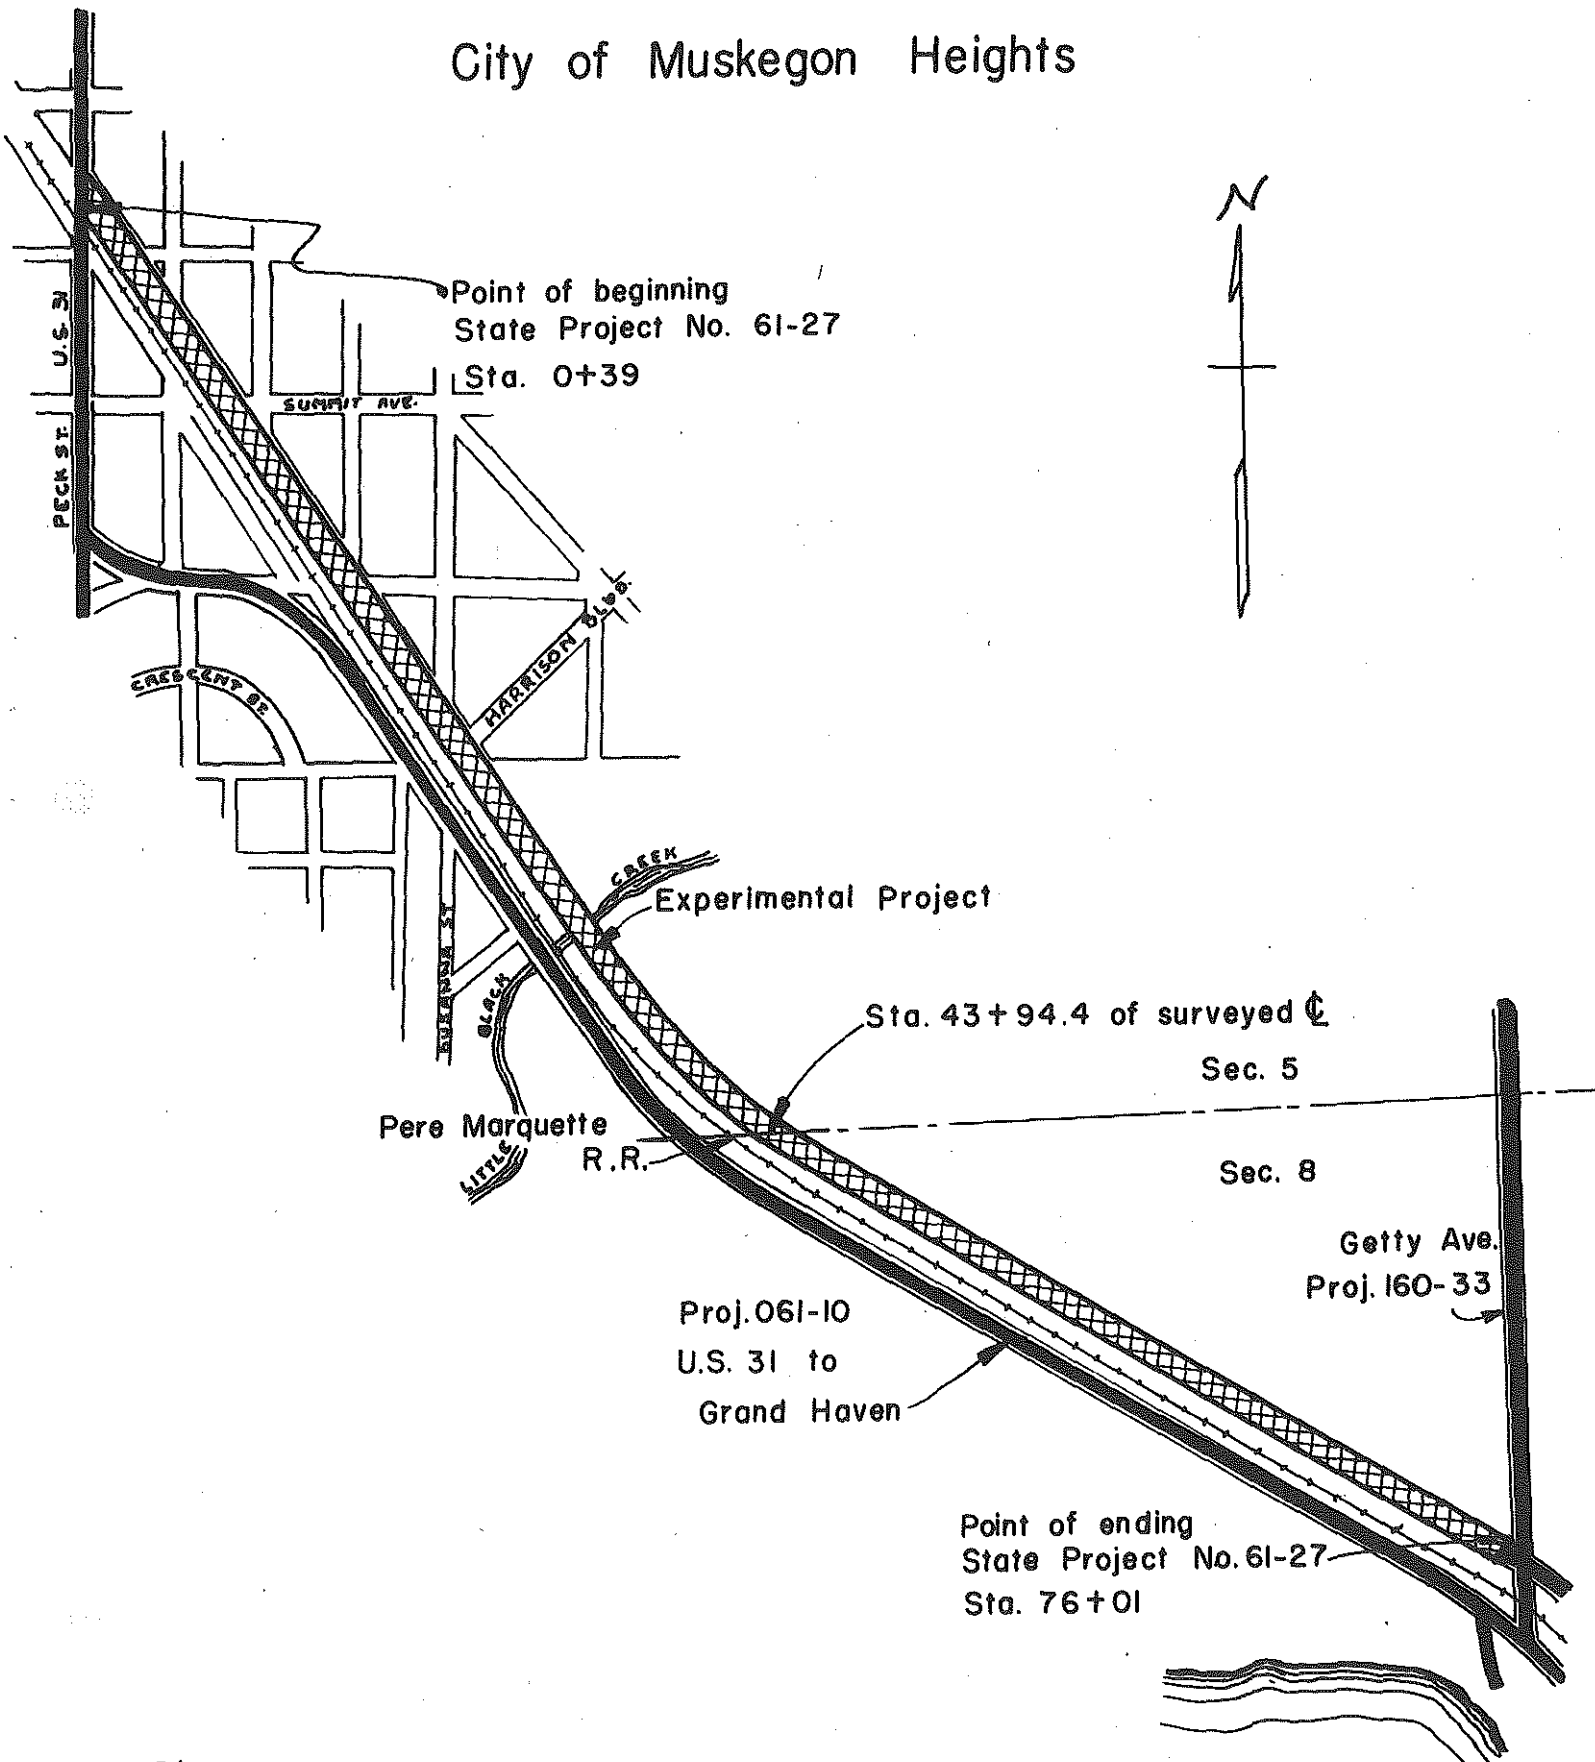 City of Muskegon Heights
N
Point of beginning
State Project No. 61-27
Sta. 0+39
U.S. 31
PECK ST.
SUMMIT AVE.
HARRISON BLVD.
CRESCENT ST.
CREEK
Experimental Project
BLACK
LITTLE
Sta. 43+94.4 of surveyed ℄
Sec. 5
Pere Marquette
R.R.
Sec. 8
Getty Ave.
Proj. 160-33
Proj. 061-10
U.S. 31 to
Grand Haven
Point of ending
State Project No. 61-27
Sta. 76+01